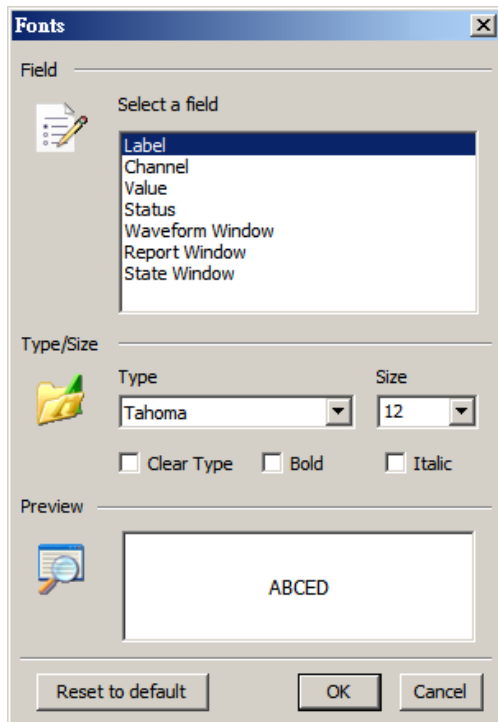 Fonts
Field
Select a field
Label
Channel
Value
Status
Waveform Window
Report Window
State Window
Type/Size
Type Size
Tahoma 12
Clear Type Bold Italic
Preview
ABCED
Reset to default OK Cancel